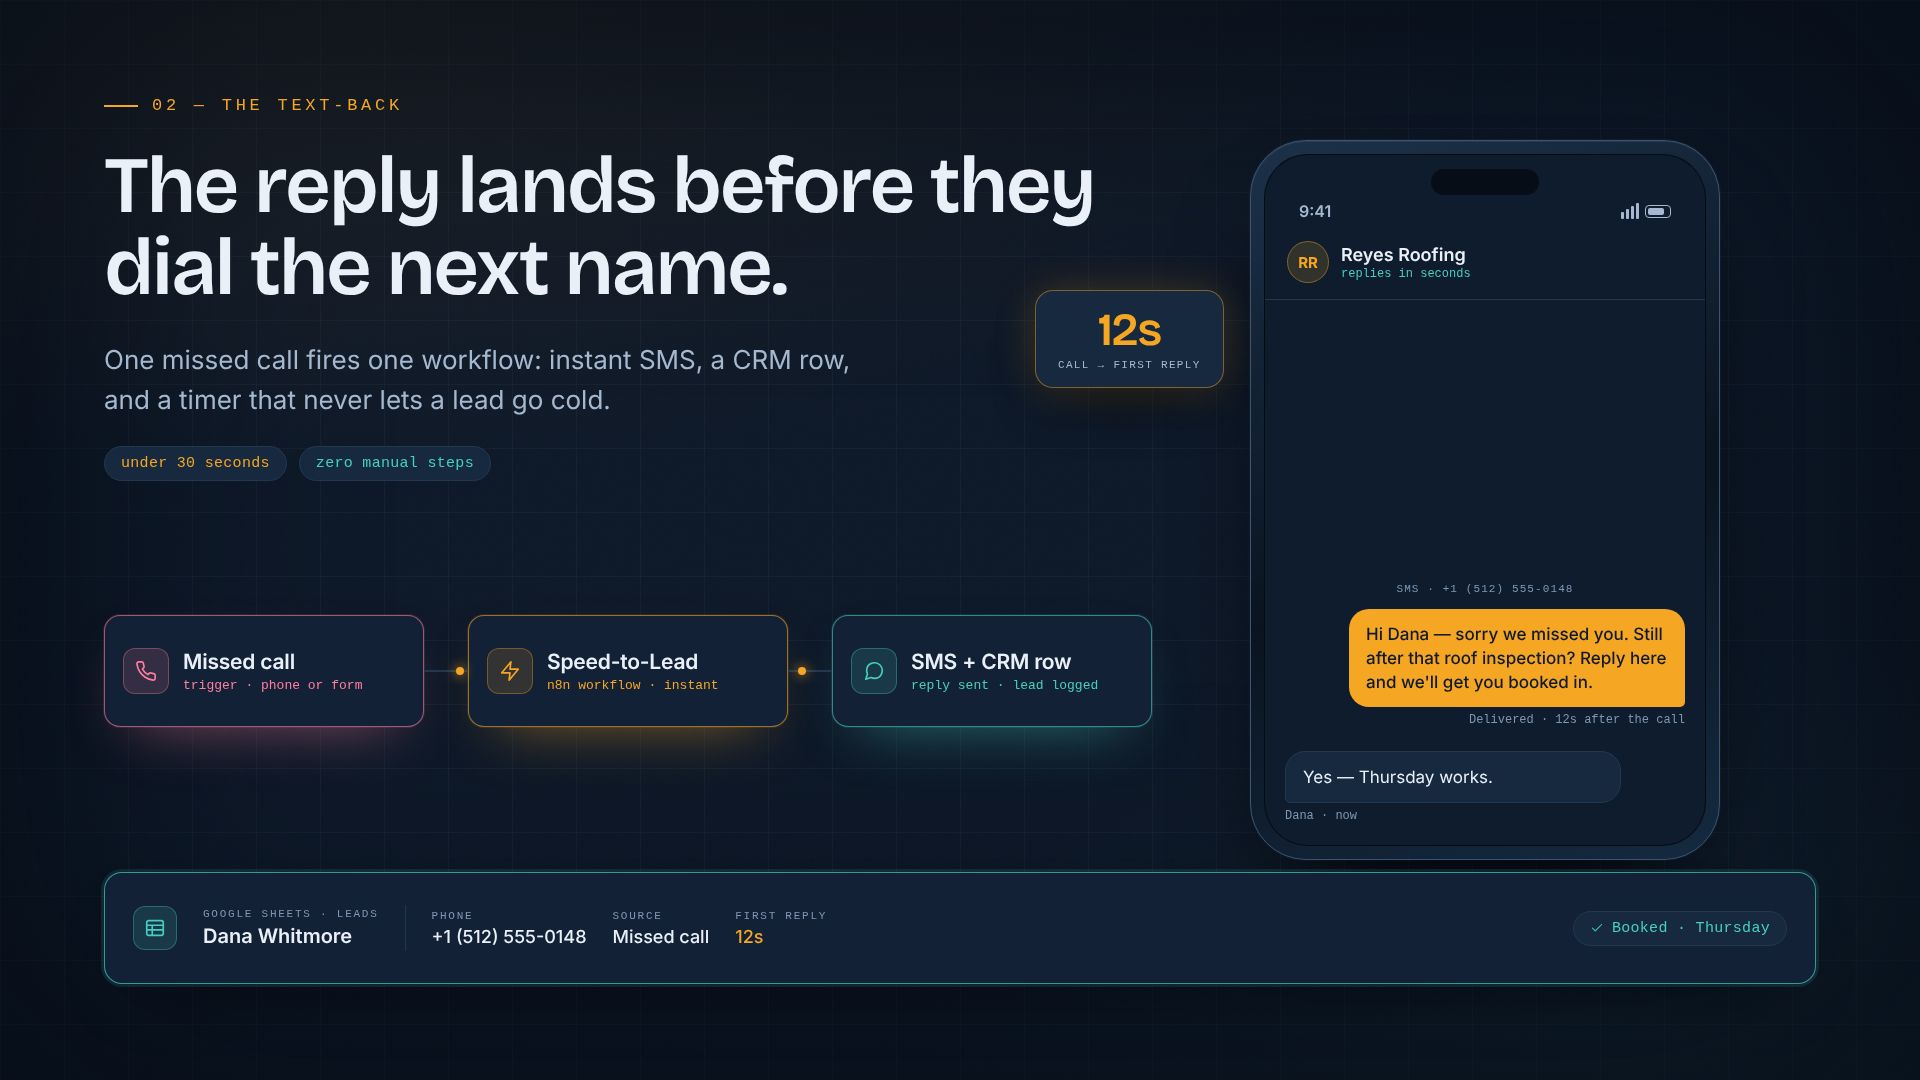 02 — THE TEXT-BACK
The reply lands before they
dial the next name.
One missed call fires one workflow: instant SMS, a CRM row,
and a timer that never lets a lead go cold.
under 30 seconds
zero manual steps
12s
CALL → FIRST REPLY
Missed call
trigger · phone or form
Speed-to-Lead
n8n workflow · instant
SMS + CRM row
reply sent · lead logged
9:41
RR
Reyes Roofing
replies in seconds
SMS · +1 (512) 555-0148
Hi Dana — sorry we missed you. Still
after that roof inspection? Reply here
and we'll get you booked in.
Delivered · 12s after the call
Yes — Thursday works.
Dana · now
GOOGLE SHEETS · LEADS
Dana Whitmore
PHONE
+1 (512) 555-0148
SOURCE
Missed call
FIRST REPLY
12s
Booked · Thursday